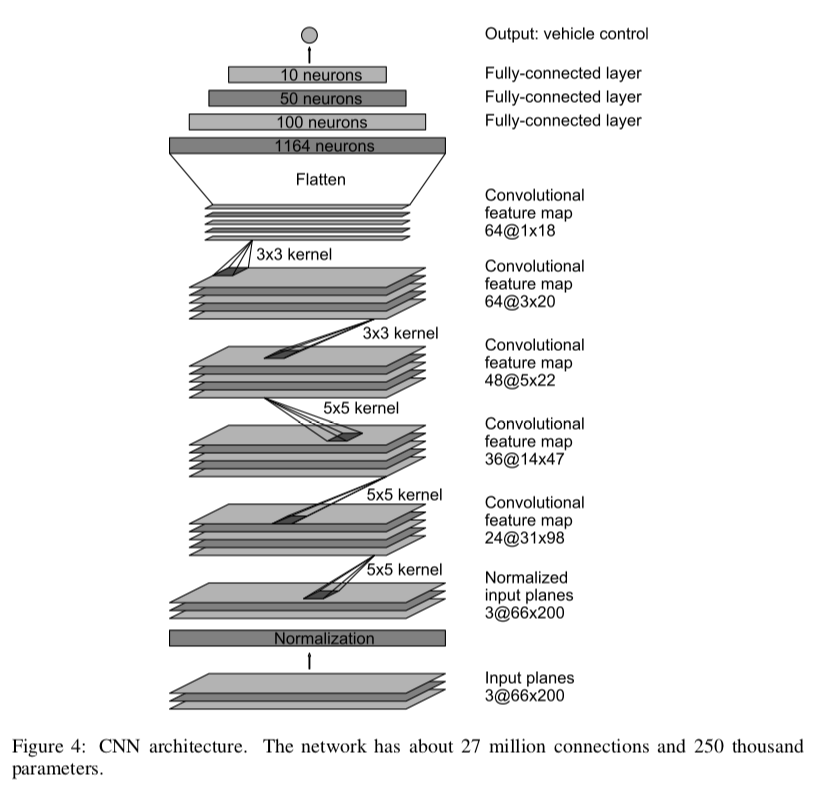 Output: vehicle control
10 neurons
Fully-connected layer
50 neurons
Fully-connected layer
100 neurons
Fully-connected layer
1164 neurons
Flatten
Convolutional
feature map
64@1x18
3x3 kernel
Convolutional
feature map
64@3x20
3x3 kernel
Convolutional
feature map
48@5x22
5x5 kernel
Convolutional
feature map
36@14x47
5x5 kernel
Convolutional
feature map
24@31x98
5x5 kernel
Normalized
input planes
3@66x200
Normalization
Input planes
3@66x200
Figure 4: CNN architecture. The network has about 27 million connections and 250 thousand
parameters.